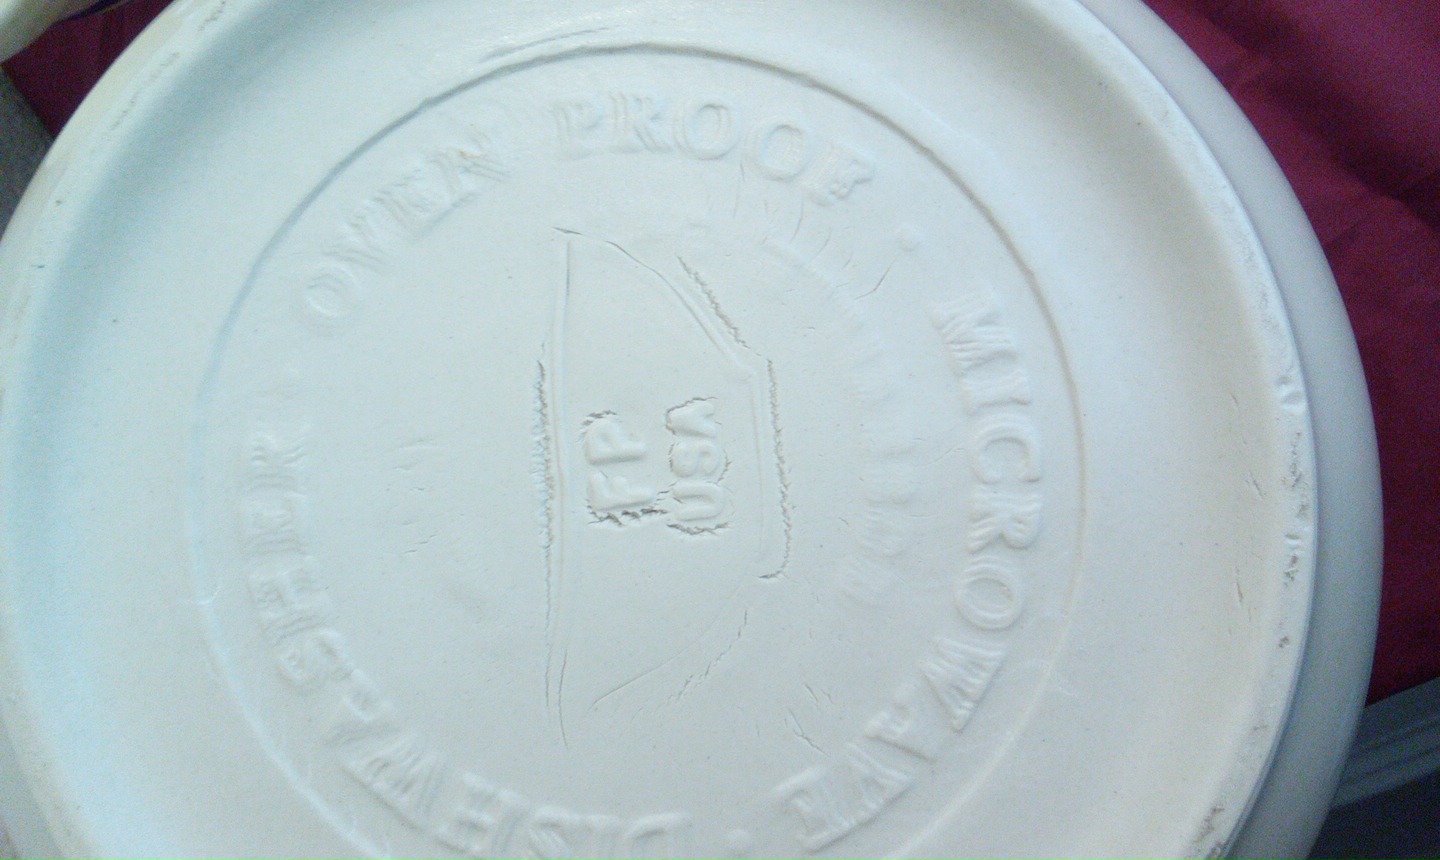 OVEN PROOF · MICROWAVE · DISHWASHER ·
FP
USA